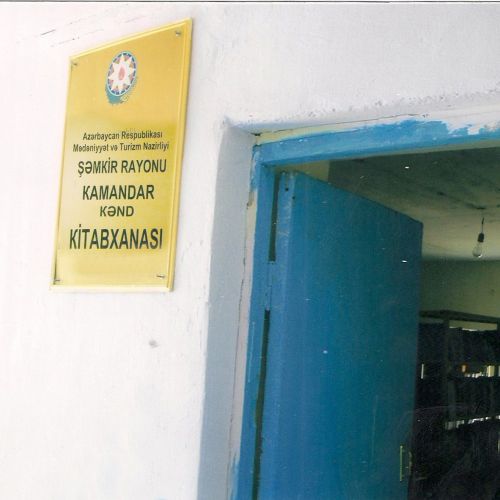 Azərbaycan Respublikası
Mədəniyyət və Turizm Nazirliyi
ŞƏMKİR RAYONU
KAMANDAR
KƏND
KİTABXANASI